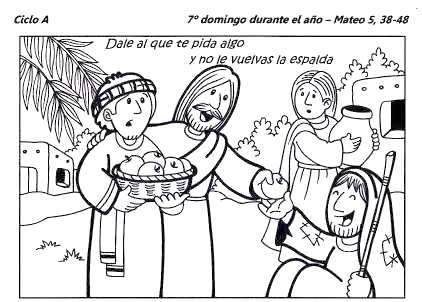 Ciclo A 7º domingo durante el año – Mateo 5, 38-48
Dale al que te pida algo
y no le vuelvas la espalda